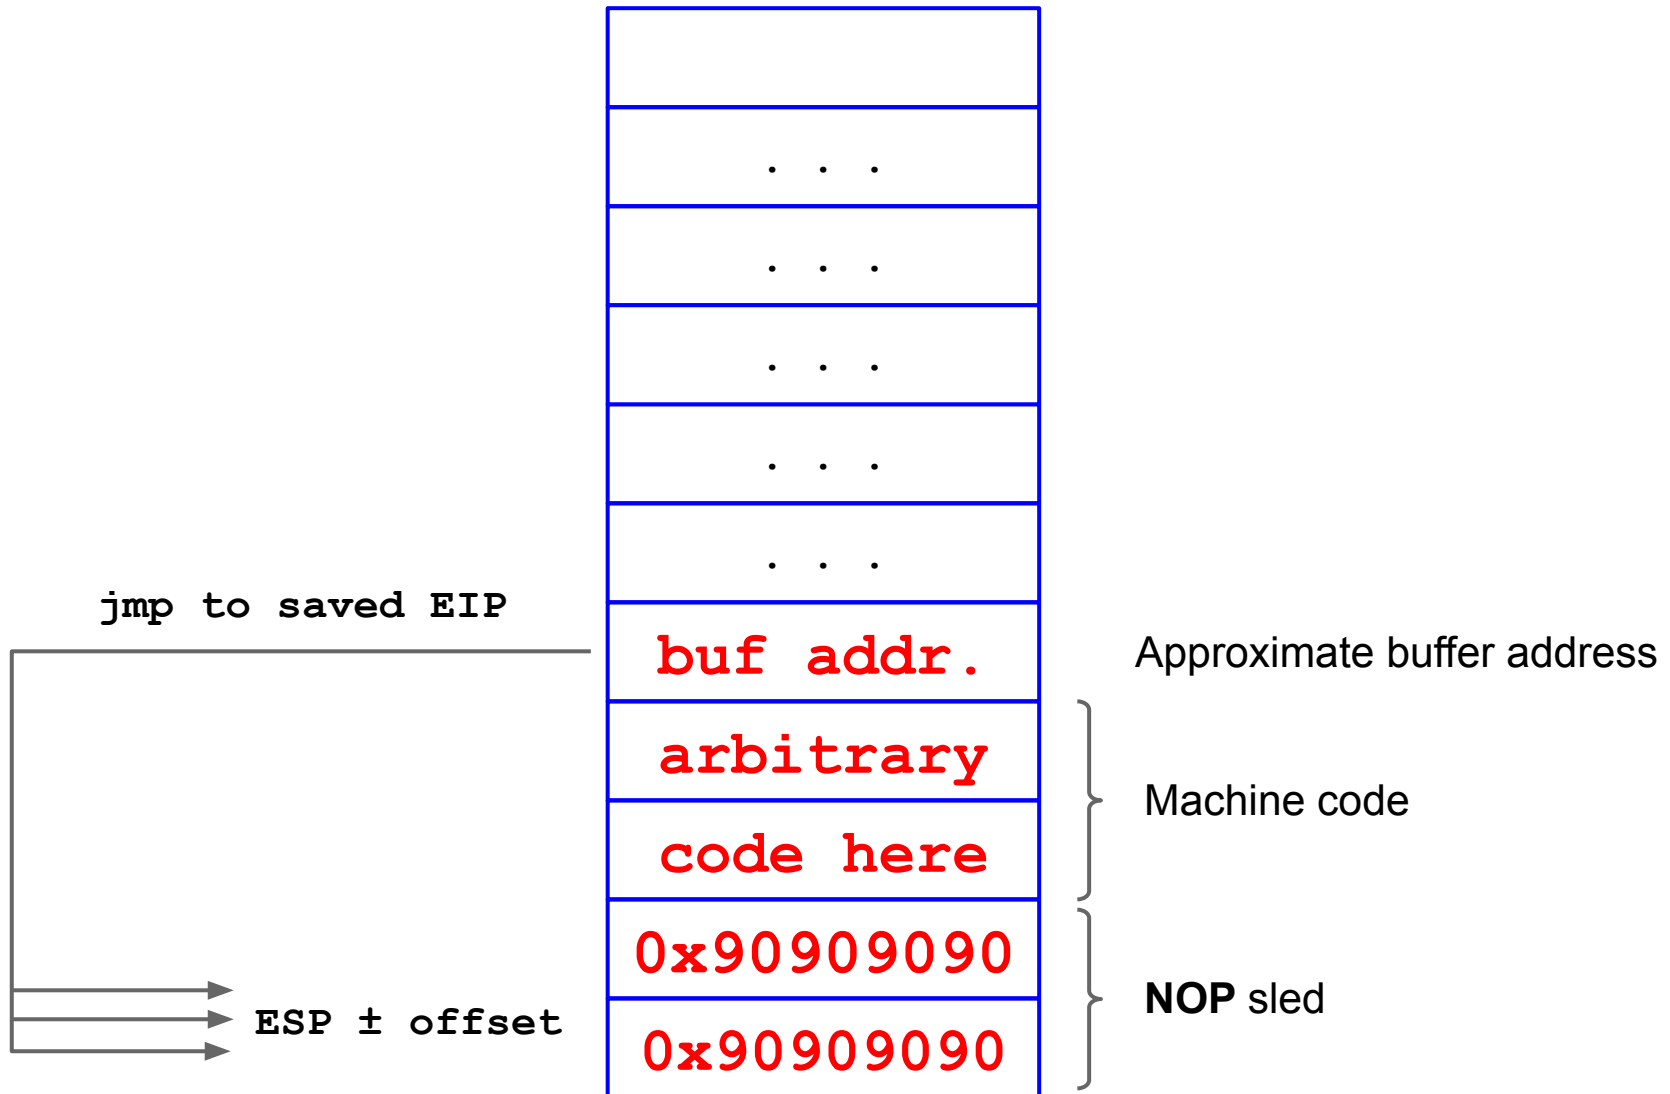 . . .
. . .
. . .
. . .
. . .
jmp to saved EIP
buf addr.
Approximate buffer address
arbitrary
Machine code
code here
0x90909090
NOP sled
ESP ± offset
0x90909090